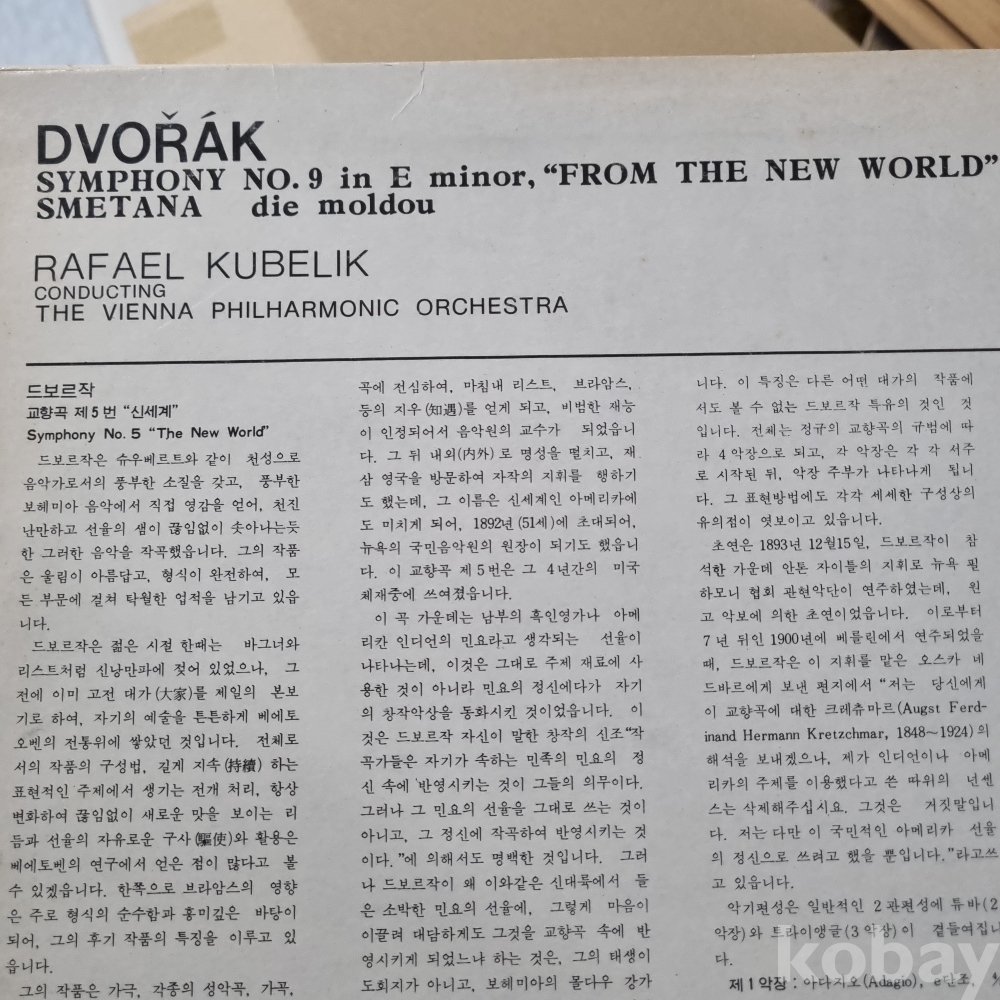 DVOŘÁK
SYMPHONY NO. 9 in E minor, “FROM THE NEW WORLD”
SMETANA die moldou
RAFAEL KUBELIK
CONDUCTING
THE VIENNA PHILHARMONIC ORCHESTRA
드보르작
교향곡 제 5 번 “신세계”
Symphony No. 5 “The New World”
드보르작은 슈우베르트와 같이 천성으로
음악가로서의 풍부한 소질을 갖고, 풍부한
보헤미아 음악에서 직접 영감을 얻어, 천진
난만하고 선율의 샘이 끊임없이 솟아나는듯
한 그러한 음악을 작곡했읍니다. 그의 작품
은 울림이 아름답고, 형식이 완전하여, 모
든 부문에 걸쳐 탁월한 업적을 남기고 있읍
니다.
드보르작은 젊은 시절 한때는 바그너와
리스트처럼 신낭만파에 젖어 있었으나, 그
전에 이미 고전 대가(大家)를 체일의 본보
기로 하여, 자기의 예술을 튼튼하게 베에토
오벤의 전통위에 쌓았던 것입니다. 전체로
서의 작품의 구성법, 길게 지속(持續) 하는
표현적인 주제에서 생기는 전개 처리, 항상
변화하여 끊임없이 새로운 맛을 보이는 리
듬과 선율의 자유로운 구사(驅使)와 활용은
베에토벤의 연구에서 얻은 점이 많다고 볼
수 있겠읍니다. 한쪽으로 브라암스의 영향
은 주로 형식의 순수함과 흥미깊은 바탕이
되어, 그의 후기 작품의 특징을 이루고 있
읍니다.
그의 작품은 가극, 각종의 성악곡, 가곡,
곡에 전심하여, 마침내 리스트, 브라암스,
등의 지우(知遇)를 얻게 되고, 비범한 재능
이 인정되어서 음악원의 교수가 되었읍니
다. 그 뒤 내외(内外)로 명성을 떨치고, 재
삼 영국을 방문하여 자작의 지휘를 행하기
도 했는데, 그 이름은 신세계인 아메리카에
도 미치게 되어, 1892년 (51세)에 초대되어,
뉴욕의 국민음악원의 원장이 되기도 했읍니
다. 이 교향곡 제 5번은 그 4년간의 미국
체재중에 쓰여졌읍니다.
이 곡 가운데는 남부의 흑인영가나 아메
리칸 인디언의 민요라고 생각되는 선율이
나타나는데, 이것은 그대로 주제 재료에 사
용한 것이 아니라 민요의 정신에다가 자기
의 창작악상을 동화시킨 것이었읍니다. 이
것은 드보르작 자신이 말한 창작의 신조“작
곡가들은 자기가 속하는 민족의 민요의 정
신 속에 반영시키는 것이 그들의 의무이다.
그러나 그 민요의 선율을 그대로 쓰는 것이
아니고, 그 정신에 작곡하여 반영시키는 것
이다.”에 의해서도 명백한 것입니다. 그러
나 드보르작이 왜 이와같은 신대륙에서 들
은 소박한 민요의 선율에, 그렇게 마음이
이끌려 대담하게도 그것을 교향곡 속에 반
영시키게 되었느냐 하는 것은, 그의 태생이
도회지가 아니고, 보헤미아의 몰다우 강가
니다. 이 특징은 다른 어떤 대가의 작품에
서도 볼 수 없는 드보르작 특유의 것인 것
입니다. 전체는 정규의 교향곡의 규범에 따
라 4 악장으로 되고, 각 악장은 각 각 서주
로 시작된 뒤, 악장 주부가 나타나게 됩니
다. 그 표현방법에도 각각 세세한 구성상의
유의점이 엿보이고 있읍니다.
초연은 1893년 12월15일, 드보르작이 참
석한 가운데 안톤 자이틀의 지휘로 뉴욕 필
하모니 협회 관현악단이 연주하였는데, 원
고 악보에 의한 초연이었읍니다. 이로부터
7 년 뒤인 1900년에 베를린에서 연주되었을
때, 드보르작은 이 지휘를 맡은 오스카 네
드바르에게 보낸 편지에서 “저는 당신에게
이 교향곡에 대한 크레츄마르(Augst Ferd-
inand Hermann Kretzchmar, 1848～1924)의
해석을 보내겠으나, 제가 인디언이나 아메
리카의 주제를 이용했다고 쓴 따위의 넌센
스는 삭제해주십시요. 그것은 거짓말입니
다. 저는 다만 이 국민적인 아메리카 선율
의 정신으로 쓰려고 했을 뿐입니다.”라고쓰
고 있읍니다.
악기편성은 일반적인 2 관편성에 튜바(2
악장)와 트라이앵글(3 악장)이 곁들여집니
다.
제 1 악장 : 아다지오(Adagio), e단조,
kobay